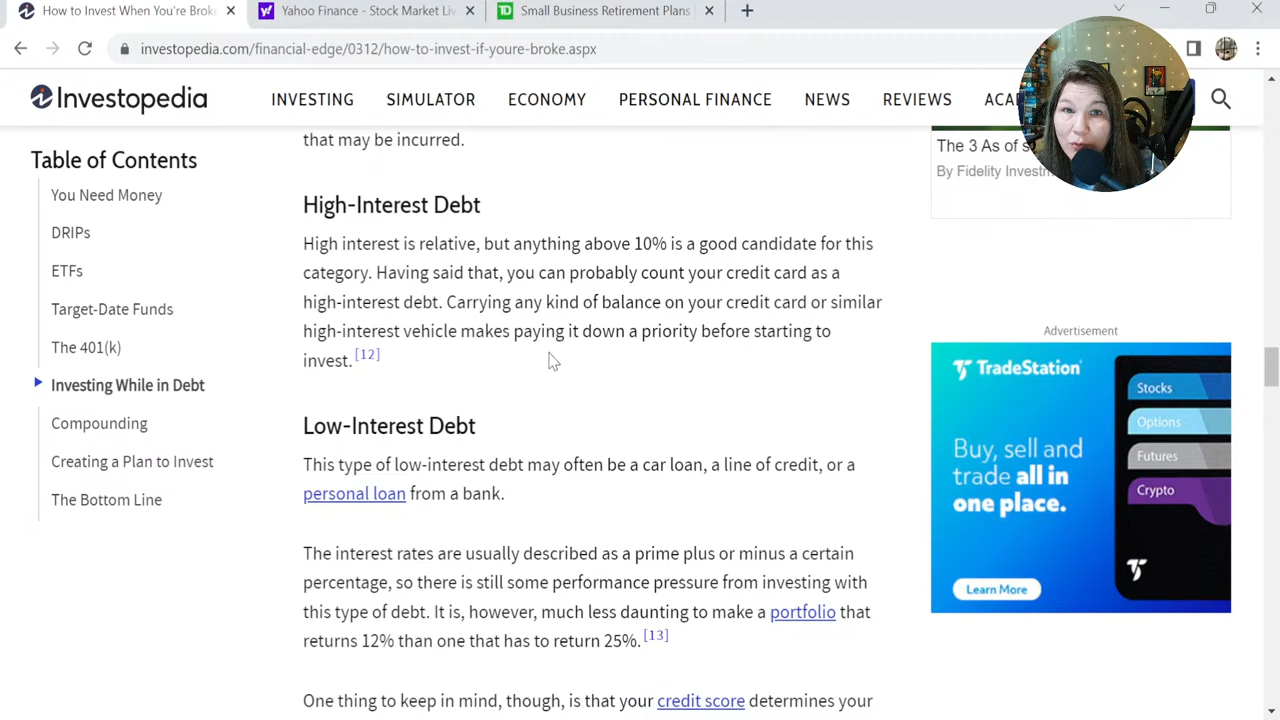 How to Invest When You're Broke
Yahoo Finance - Stock Market Liv
Small Business Retirement Plans
investopedia.com/financial-edge/0312/how-to-invest-if-youre-broke.aspx
Investopedia
INVESTING
SIMULATOR
ECONOMY
PERSONAL FINANCE
NEWS
REVIEWS
Table of Contents
You Need Money
DRIPs
ETFs
Target-Date Funds
The 401(k)
Investing While in Debt
Compounding
Creating a Plan to Invest
The Bottom Line
that may be incurred.
High-Interest Debt
High interest is relative, but anything above 10% is a good candidate for this
category. Having said that, you can probably count your credit card as a
high-interest debt. Carrying any kind of balance on your credit card or similar
high-interest vehicle makes paying it down a priority before starting to
invest. [12]
Low-Interest Debt
This type of low-interest debt may often be a car loan, a line of credit, or a
personal loan from a bank.
The interest rates are usually described as a prime plus or minus a certain
percentage, so there is still some performance pressure from investing with
this type of debt. It is, however, much less daunting to make a portfolio that
returns 12% than one that has to return 25%. [13]
One thing to keep in mind, though, is that your credit score determines your
The 3 As of
By Fidelity
Advertisement
TradeStation
Buy, sell and
trade all in
one place.
Learn More
Stocks
Options
Futures
Crypto